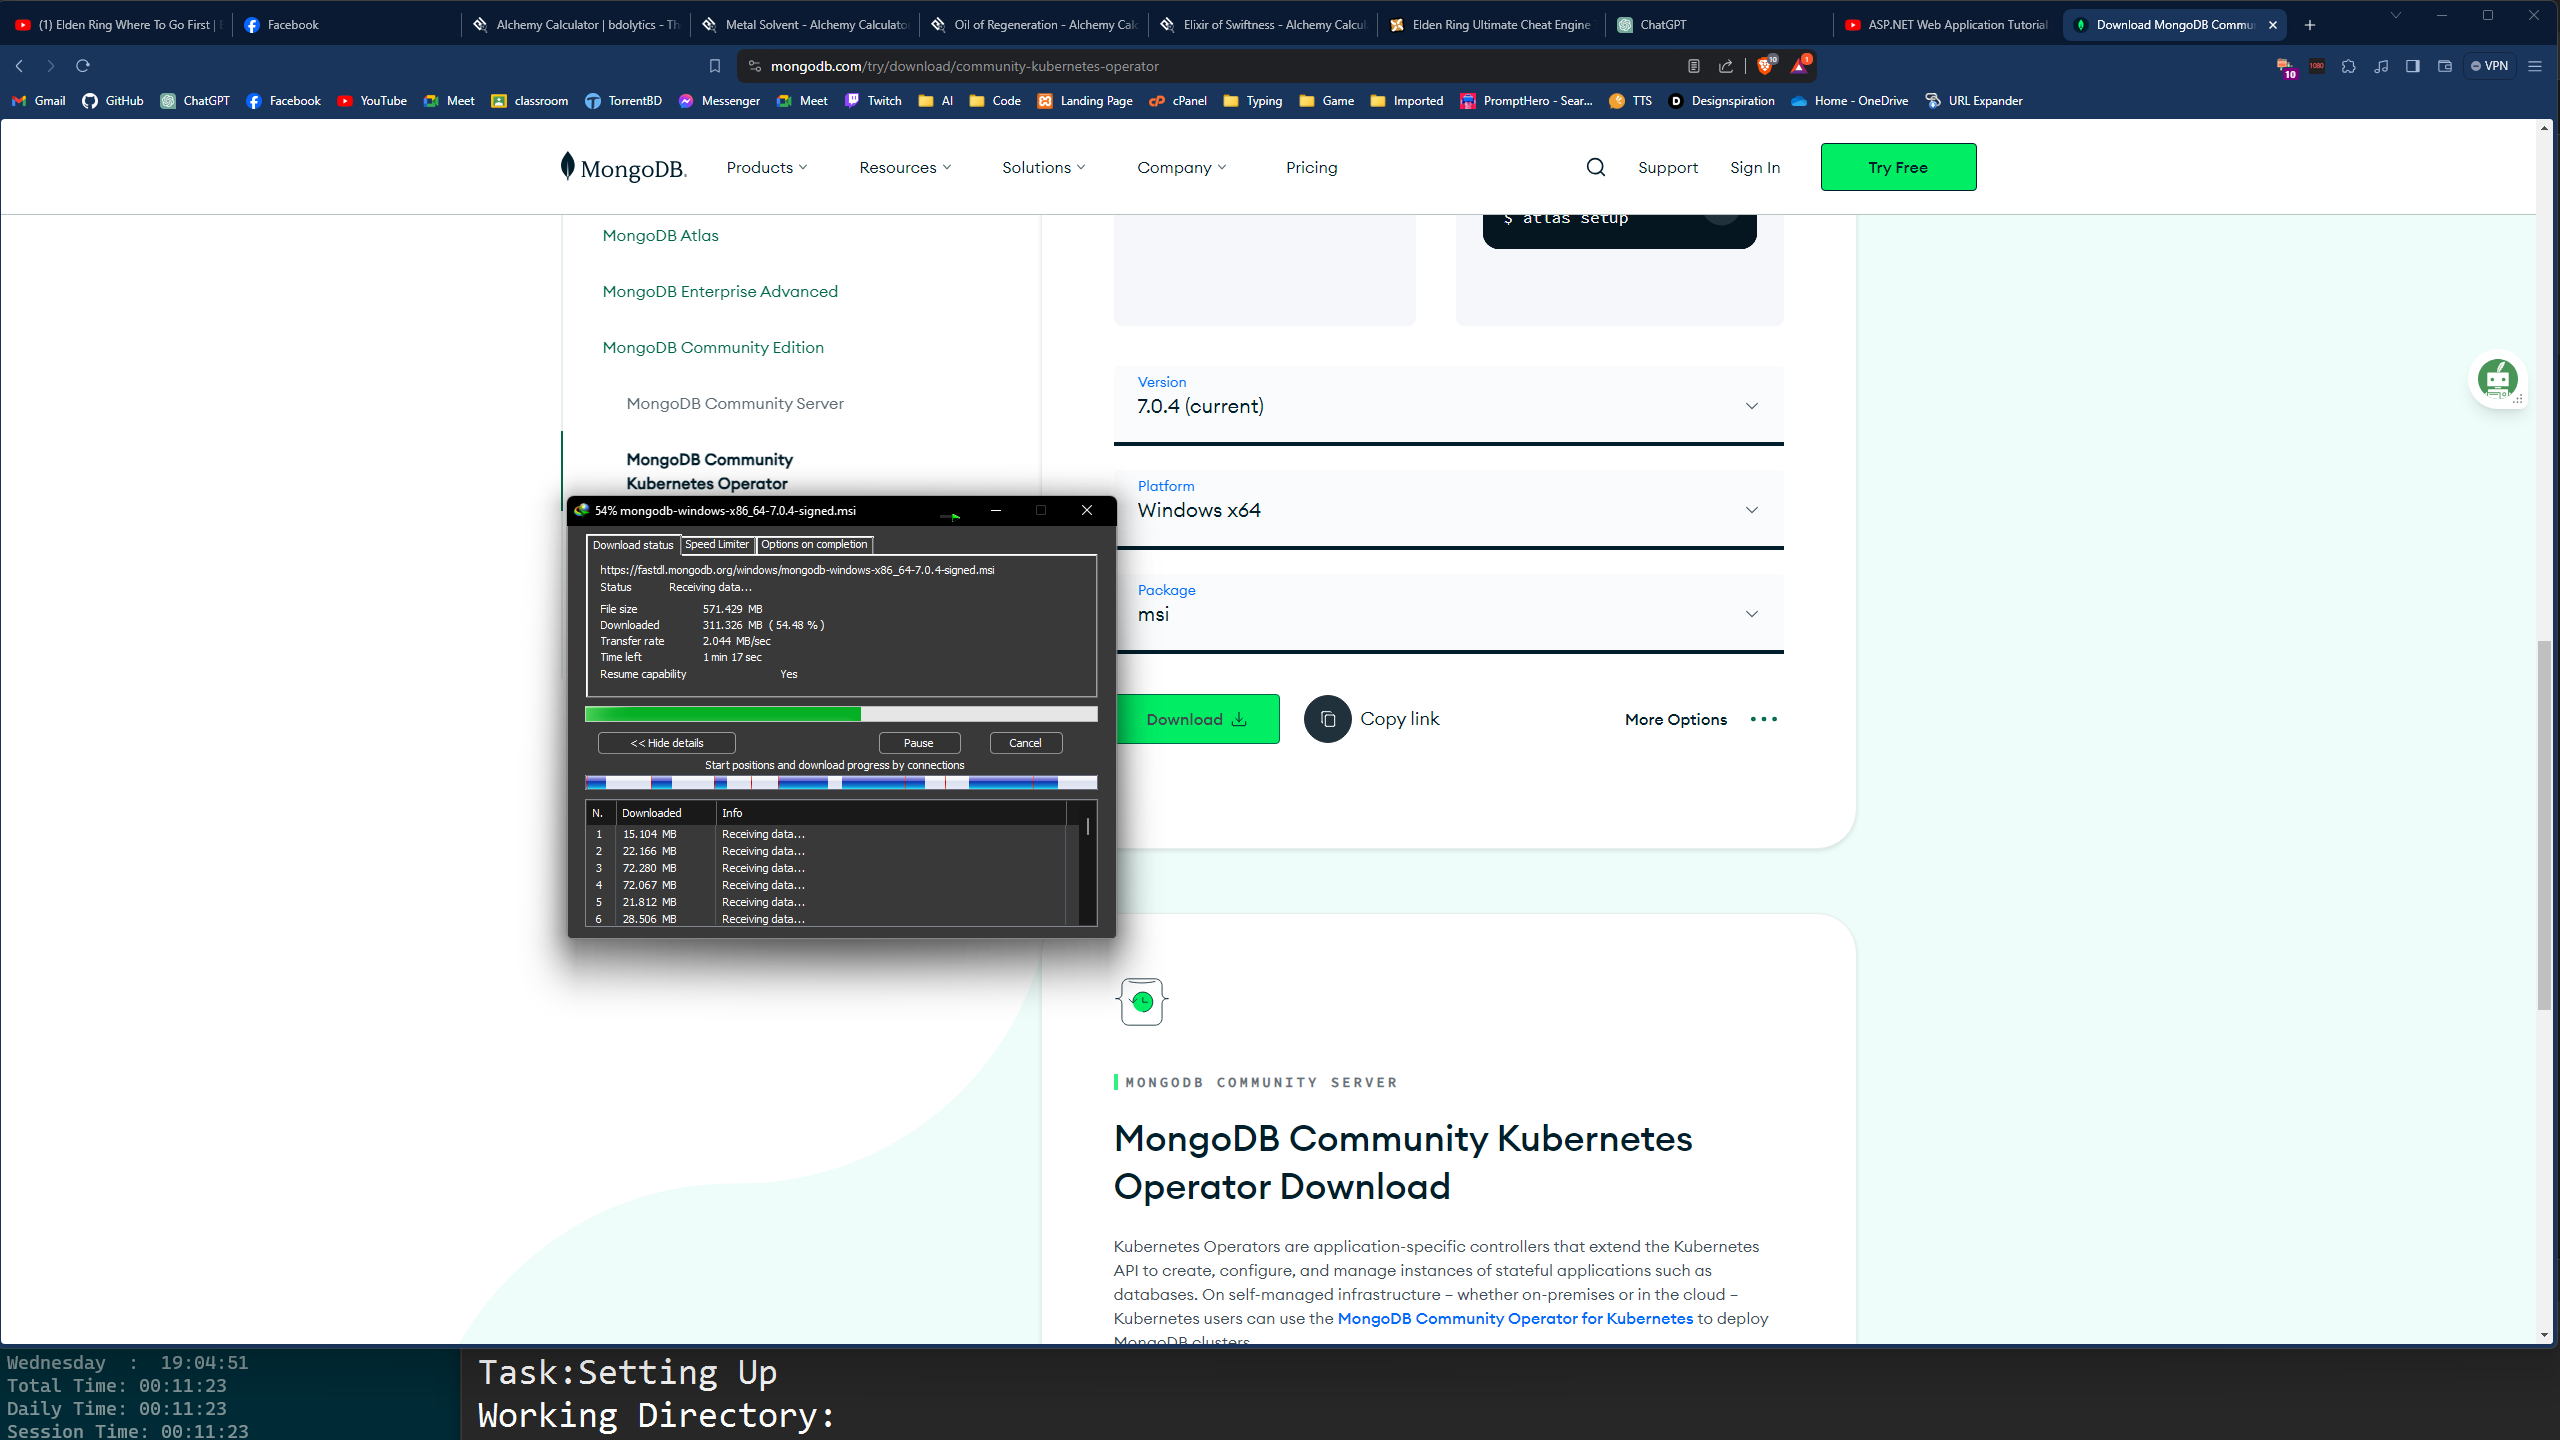 (1) Elden Ring Where To Go First |
Facebook
Alchemy Calculator | bdolytics - Th
Metal Solvent - Alchemy Calculator
Oil of Regeneration - Alchemy Calc
Elixir of Swiftness - Alchemy Calcul
Elden Ring Ultimate Cheat Engine
ChatGPT
ASP.NET Web Application Tutorial
Download MongoDB Commu
mongodb.com/try/download/community-kubernetes-operator
10
1
10
1080
VPN
Gmail
GitHub
ChatGPT
Facebook
YouTube
Meet
classroom
TorrentBD
Messenger
Meet
Twitch
AI
Code
Landing Page
cPanel
Typing
Game
Imported
PromptHero - Sear...
TTS
Designspiration
Home - OneDrive
URL Expander
MongoDB.
Products
Resources
Solutions
Company
Pricing
Support
Sign In
Try Free
$ atlas setup
MongoDB Atlas
MongoDB Enterprise Advanced
MongoDB Community Edition
MongoDB Community Server
MongoDB Community
Kubernetes Operator
Version
7.0.4 (current)
Platform
Windows x64
Package
msi
Download
Copy link
More Options
54% mongodb-windows-x86_64-7.0.4-signed.msi
Download status
Speed Limiter
Options on completion
https://fastdl.mongodb.org/windows/mongodb-windows-x86_64-7.0.4-signed.msi
Status Receiving data...
File size 571.429 MB
Downloaded 311.326 MB ( 54.48 % )
Transfer rate 2.044 MB/sec
Time left 1 min 17 sec
Resume capability Yes
<< Hide details
Pause
Cancel
Start positions and download progress by connections
N. Downloaded Info
1 15.104 MB Receiving data...
2 22.166 MB Receiving data...
3 72.280 MB Receiving data...
4 72.067 MB Receiving data...
5 21.812 MB Receiving data...
6 28.506 MB Receiving data...
MONGODB COMMUNITY SERVER
MongoDB Community Kubernetes
Operator Download
Kubernetes Operators are application-specific controllers that extend the Kubernetes
API to create, configure, and manage instances of stateful applications such as
databases. On self-managed infrastructure – whether on-premises or in the cloud –
Kubernetes users can use the MongoDB Community Operator for Kubernetes to deploy
MongoDB clusters.
Wednesday : 19:04:51
Total Time: 00:11:23
Daily Time: 00:11:23
Session Time: 00:11:23
Task:Setting Up
Working Directory: